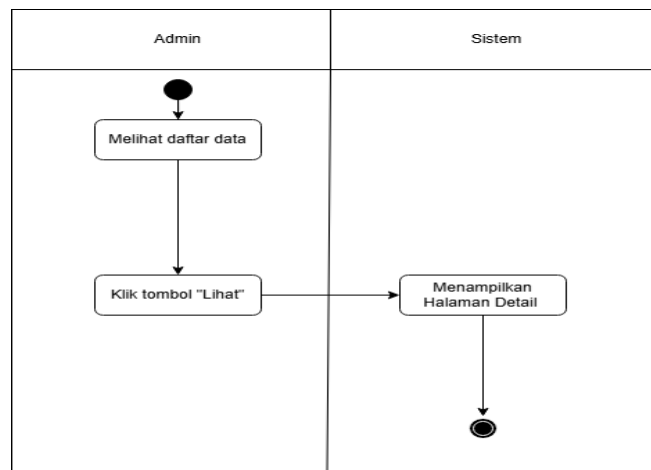 Admin
Sistem
Melihat daftar data
Klik tombol "Lihat"
Menampilkan
Halaman Detail